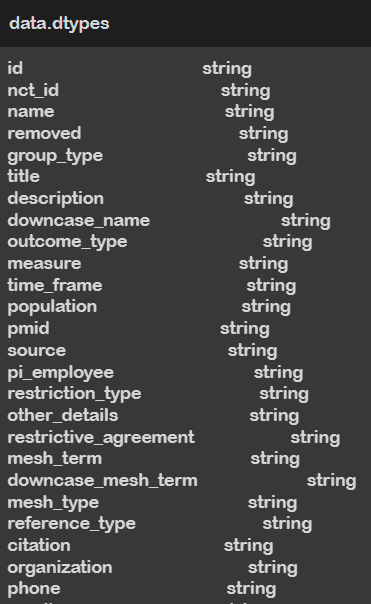 data.dtypes
id string
nct_id string
name string
removed string
group_type string
title string
description string
downcase_name string
outcome_type string
measure string
time_frame string
population string
pmid string
source string
pi_employee string
restriction_type string
other_details string
restrictive_agreement string
mesh_term string
downcase_mesh_term string
mesh_type string
reference_type string
citation string
organization string
phone string